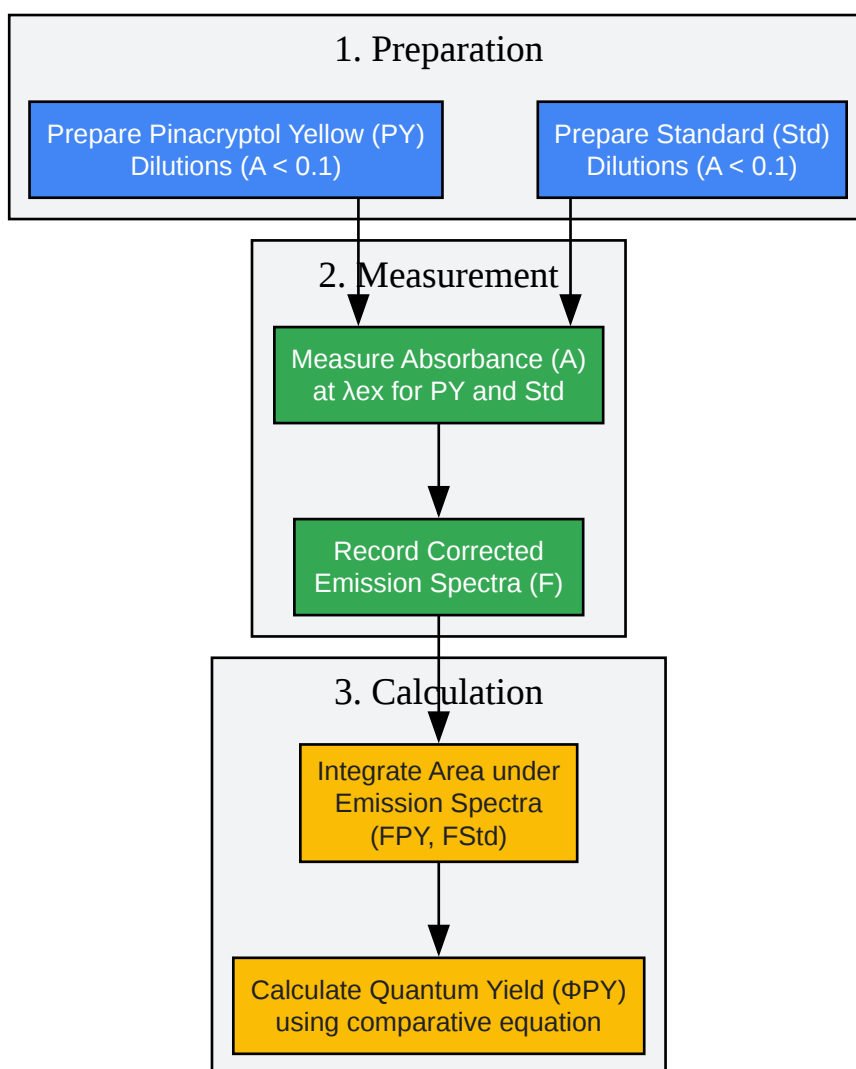 1. Preparation
Prepare Pinacryptol Yellow (PY)
Dilutions (A < 0.1)
Prepare Standard (Std)
Dilutions (A < 0.1)
2. Measurement
Measure Absorbance (A)
at λex for PY and Std
Record Corrected
Emission Spectra (F)
3. Calculation
Integrate Area under
Emission Spectra
(FPY, FStd)
Calculate Quantum Yield (ΦPY)
using comparative equation